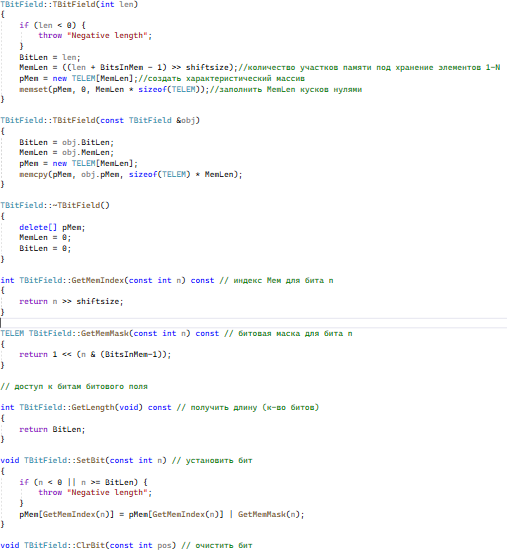 TBitField::TBitField(int len)
{
    if (len < 0) {
        throw "Negative length";
    }
    BitLen = len;
    MemLen = ((len + BitsInMem - 1) >> shiftsize);//количество участков памяти под хранение элементов 1-N
    pMem = new TELEM[MemLen];//создать характеристический массив
    memset(pMem, 0, MemLen * sizeof(TELEM));//заполнить MemLen кусков нулями
}

TBitField::TBitField(const TBitField &obj)
{
    BitLen = obj.BitLen;
    MemLen = obj.MemLen;
    pMem = new TELEM[MemLen];
    memcpy(pMem, obj.pMem, sizeof(TELEM) * MemLen);
}

TBitField::~TBitField()
{
    delete[] pMem;
    MemLen = 0;
    BitLen = 0;
}

int TBitField::GetMemIndex(const int n) const // индекс Мем для бита n
{
    return n >> shiftsize;
}

TELEM TBitField::GetMemMask(const int n) const // битовая маска для бита n
{
    return 1 << (n & (BitsInMem-1));
}

// доступ к битам битового поля

int TBitField::GetLength(void) const // получить длину (к-во битов)
{
    return BitLen;
}

void TBitField::SetBit(const int n) // установить бит
{
    if (n < 0 || n >= BitLen) {
        throw "Negative length";
    }
    pMem[GetMemIndex(n)] = pMem[GetMemIndex(n)] | GetMemMask(n);
}

void TBitField::ClrBit(const int pos) // очистить бит